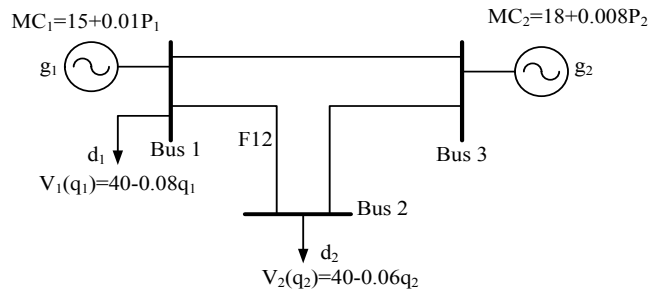 MC₁=15+0.01P₁
MC₂=18+0.008P₂
g₁
g₂
F12
d₁
Bus 1
Bus 3
V₁(q₁)=40-0.08q₁
Bus 2
d₂
V₂(q₂)=40-0.06q₂